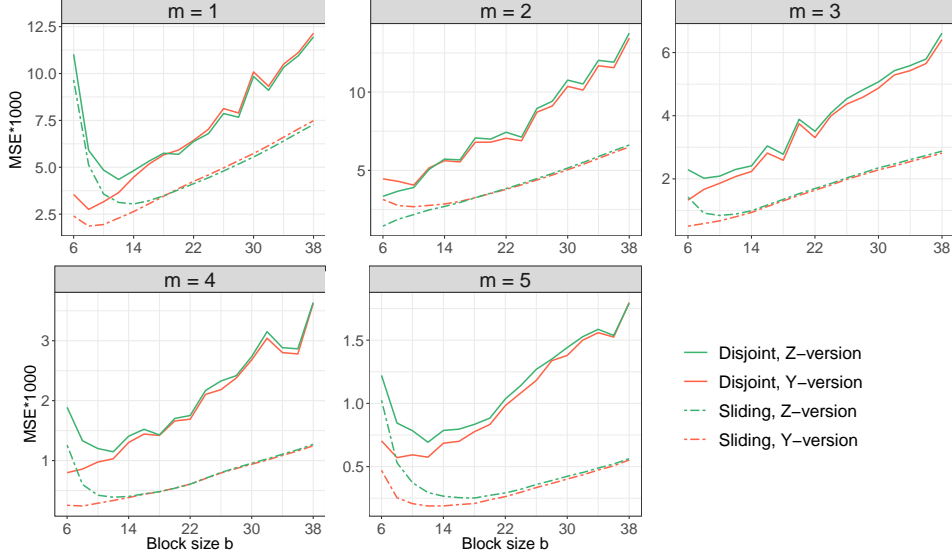 m = 1
m = 2
m = 3
MSE*1000
12.5
10.0
7.5
5.0
2.5
10
5
6
4
2
6 14 22 30 38
6 14 22 30 38
6 14 22 30 38
m = 4
m = 5
MSE*1000
3
2
1
1.5
1.0
0.5
6 14 22 30 38
6 14 22 30 38
Block size b
Block size b
Disjoint, Z−version
Disjoint, Y−version
Sliding, Z−version
Sliding, Y−version